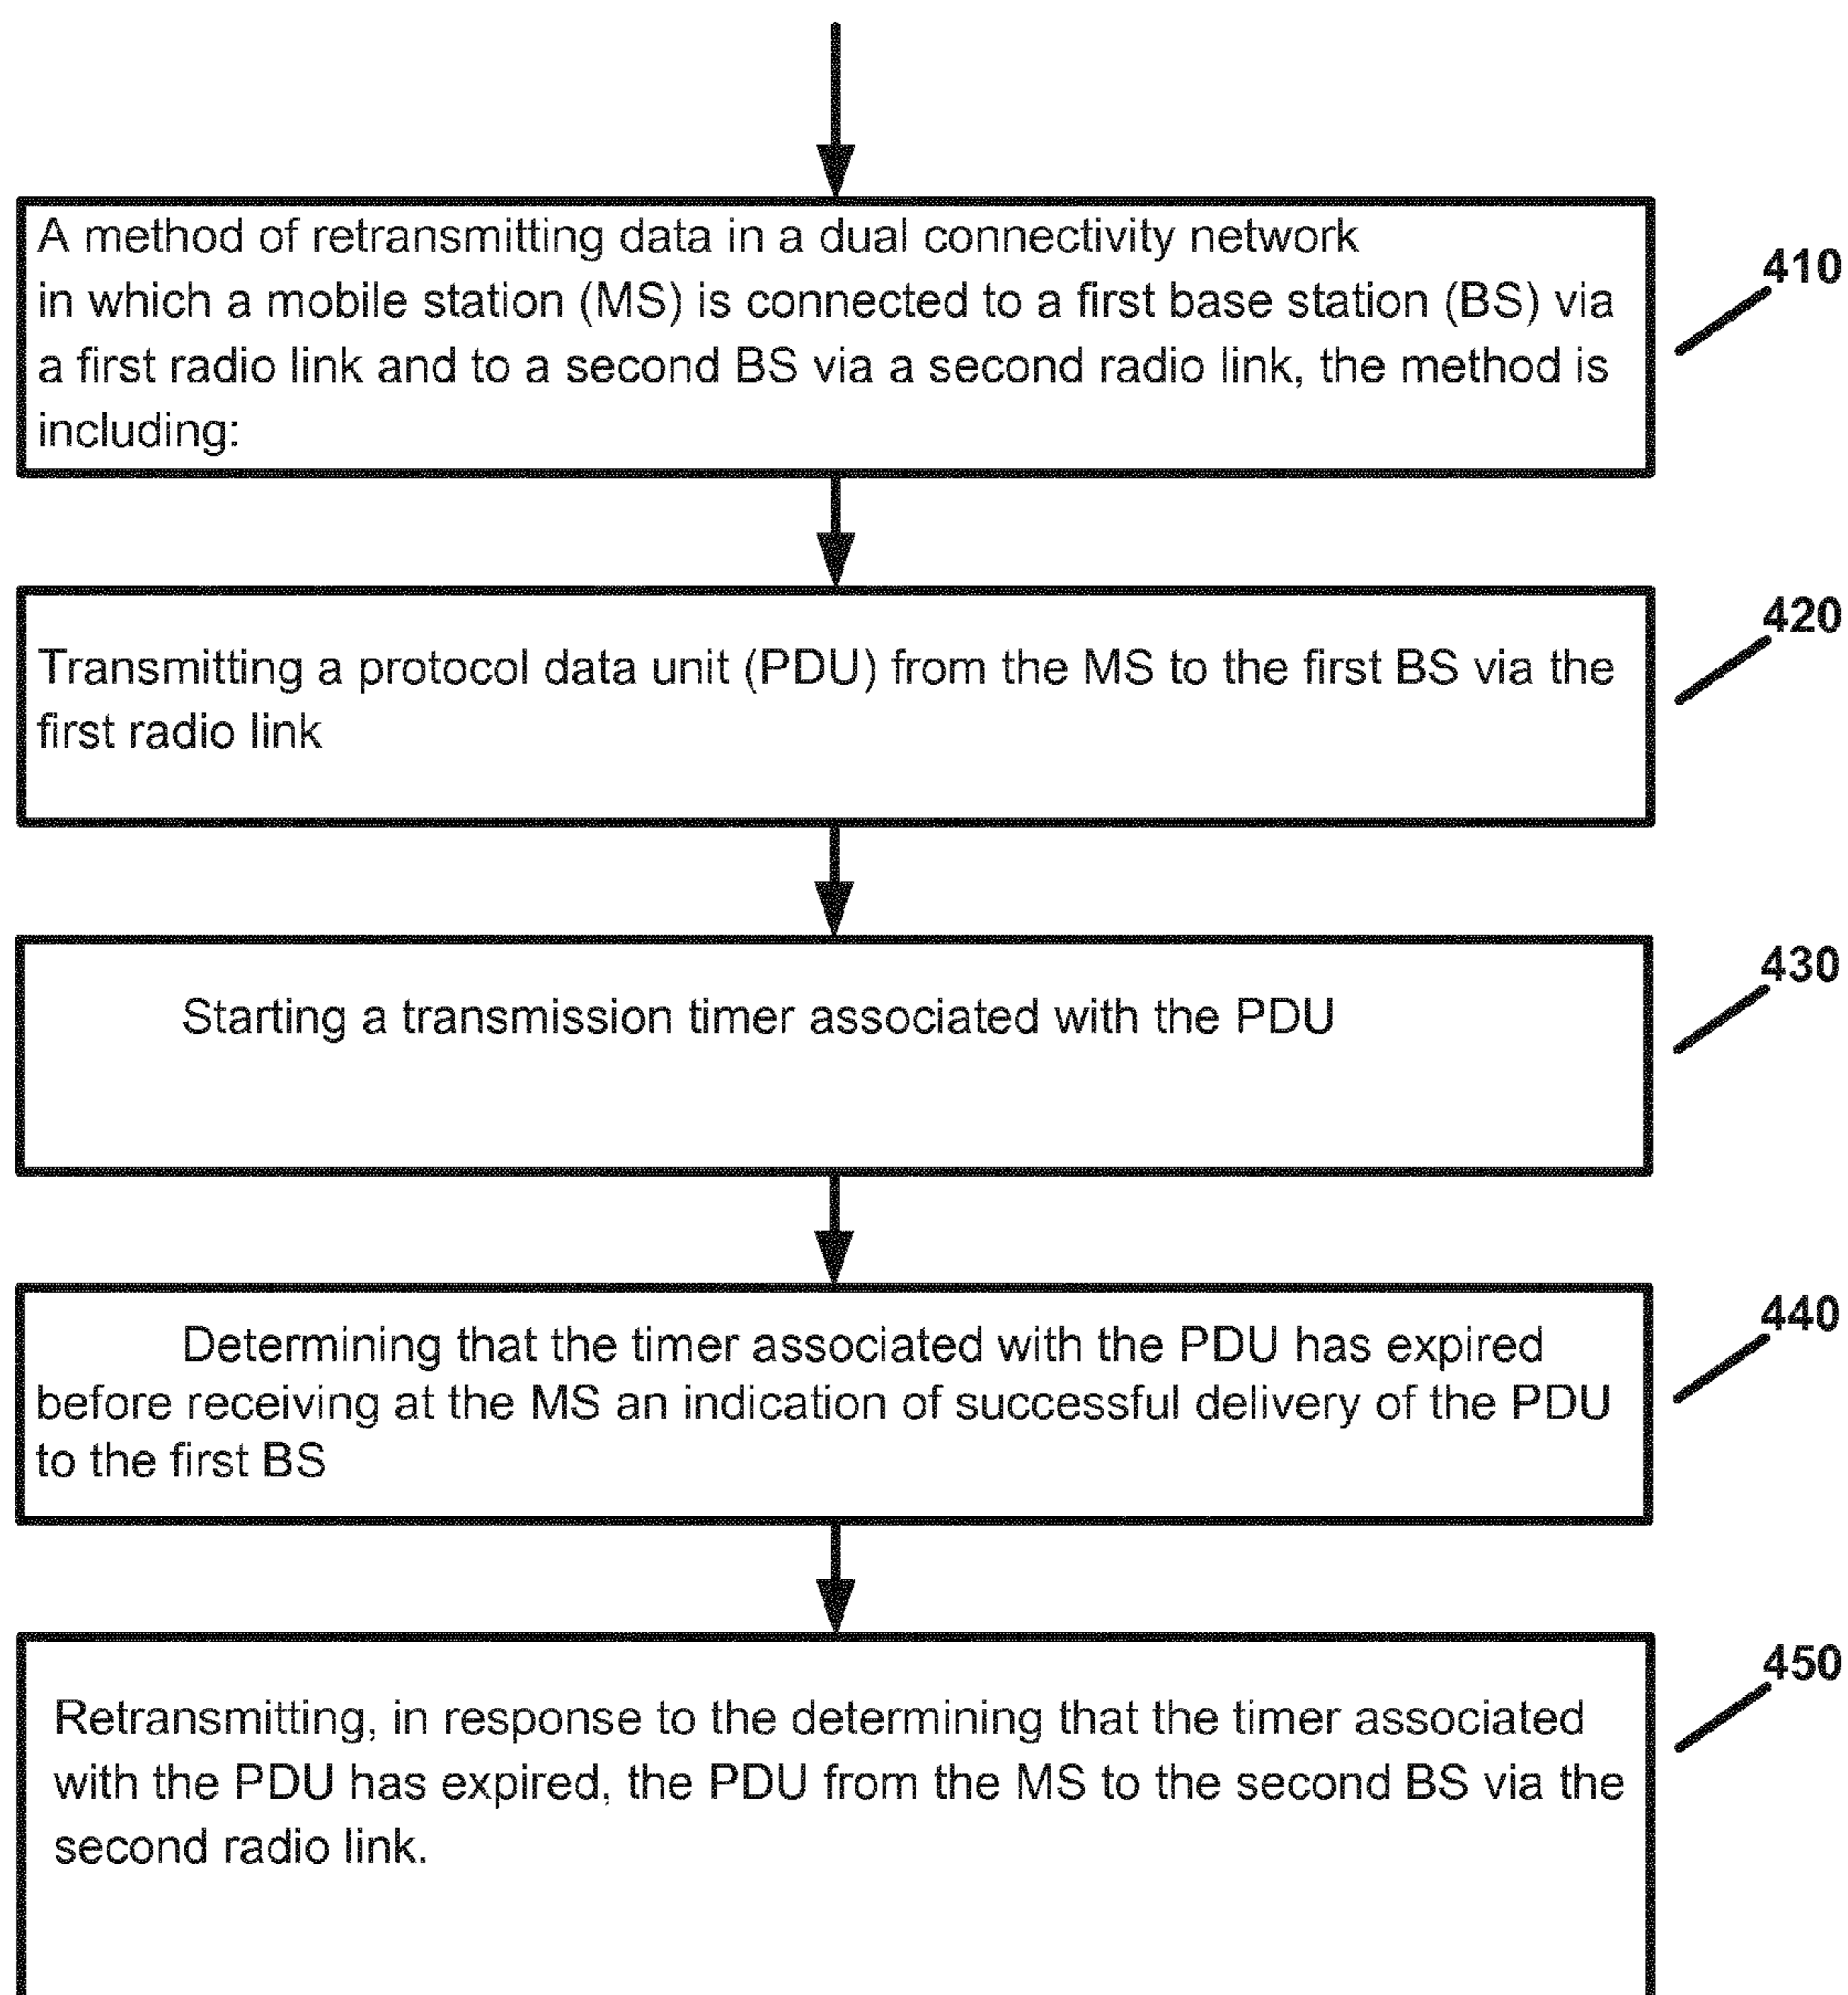 A method of retransmitting data in a dual connectivity network
in which a mobile station (MS) is connected to a first base station (BS) via
a first radio link and to a second BS via a second radio link, the method is
including:
410
Transmitting a protocol data unit (PDU) from the MS to the first BS via the
first radio link
420
Starting a transmission timer associated with the PDU
430
Determining that the timer associated with the PDU has expired
before receiving at the MS an indication of successful delivery of the PDU
to the first BS
440
Retransmitting, in response to the determining that the timer associated
with the PDU has expired, the PDU from the MS to the second BS via the
second radio link.
450